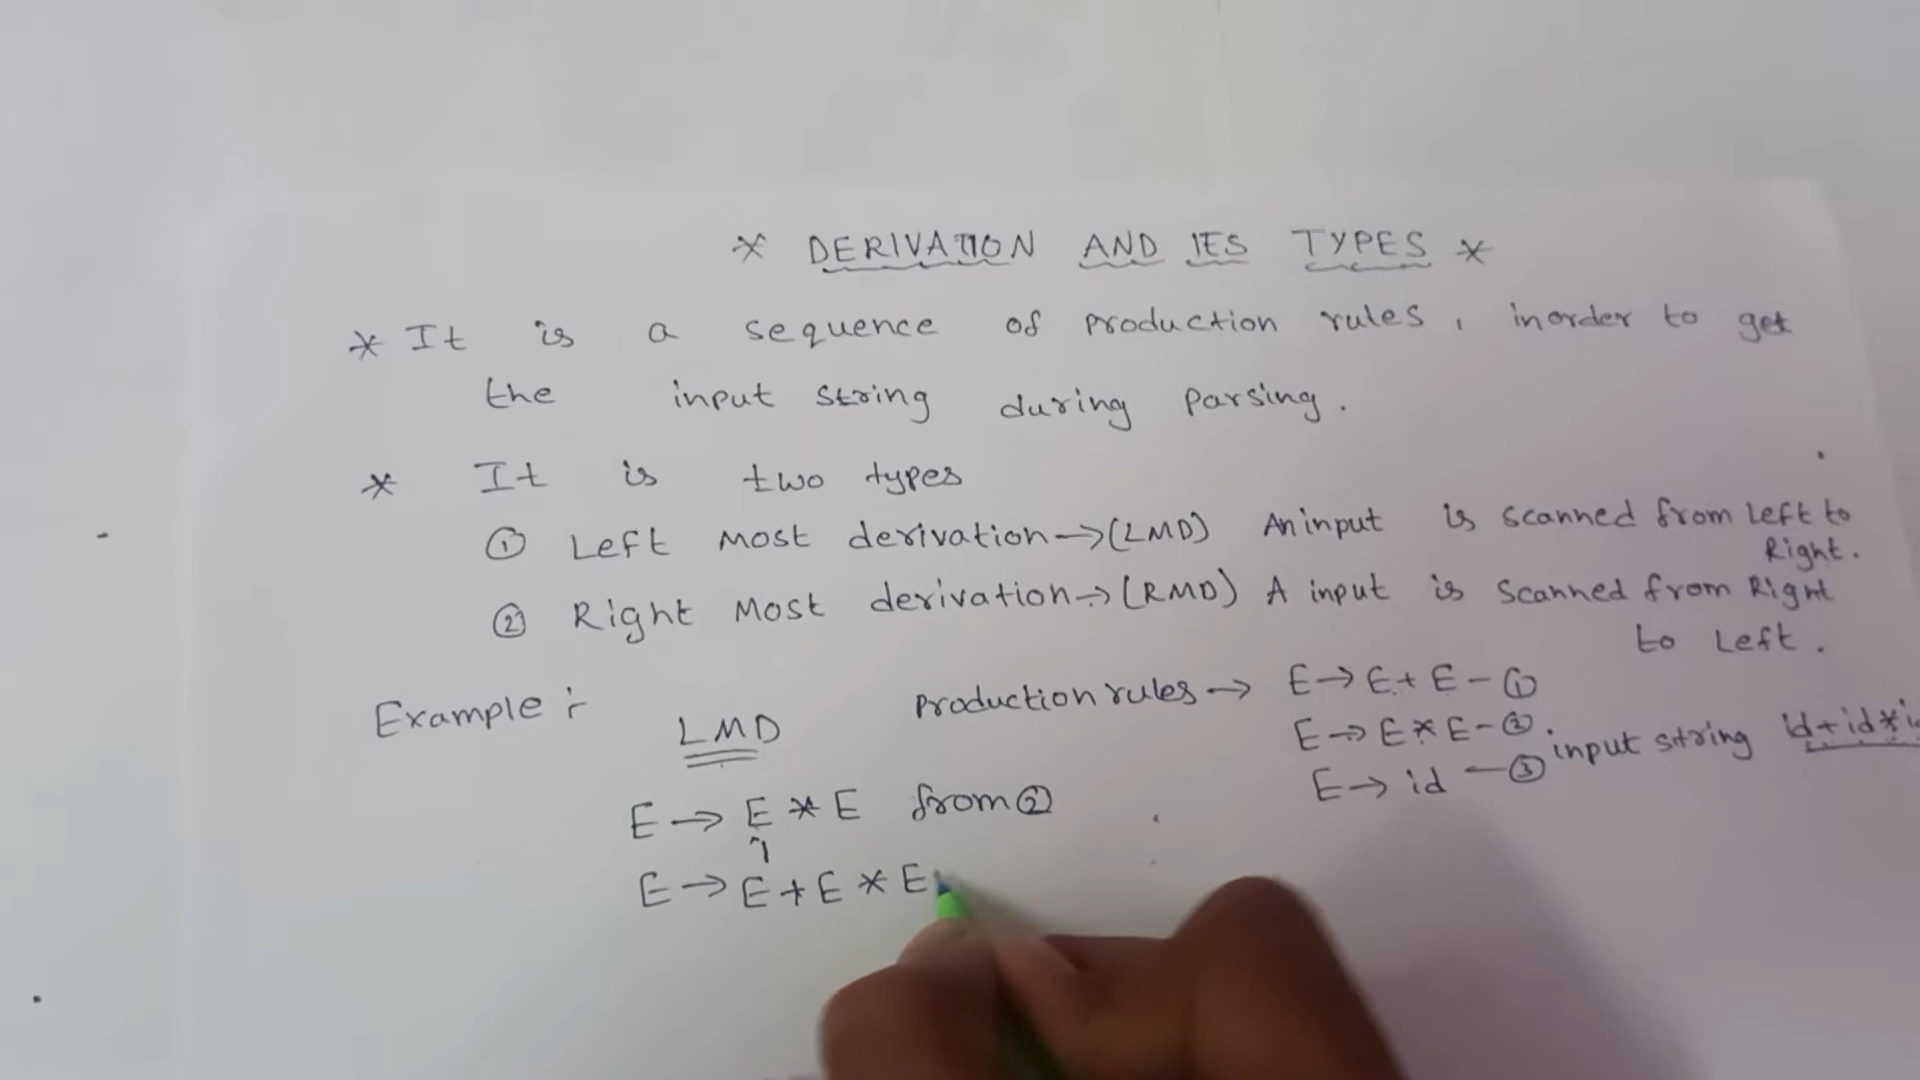 * DERIVATION AND ITS TYPES *
* It is a sequence of production rules, inorder to get
the input string during parsing.
* It is two types
① Left most derivation → (LMD) An input is scanned from Left to
Right.
② Right Most derivation → (RMD) A input is scanned from Right
to Left.
Example :-
LMD
Production rules → E → E + E - ①
E → E * E - ②.
E → id - ③
input string id + id *
E → E * E from ②
E → E + E * E